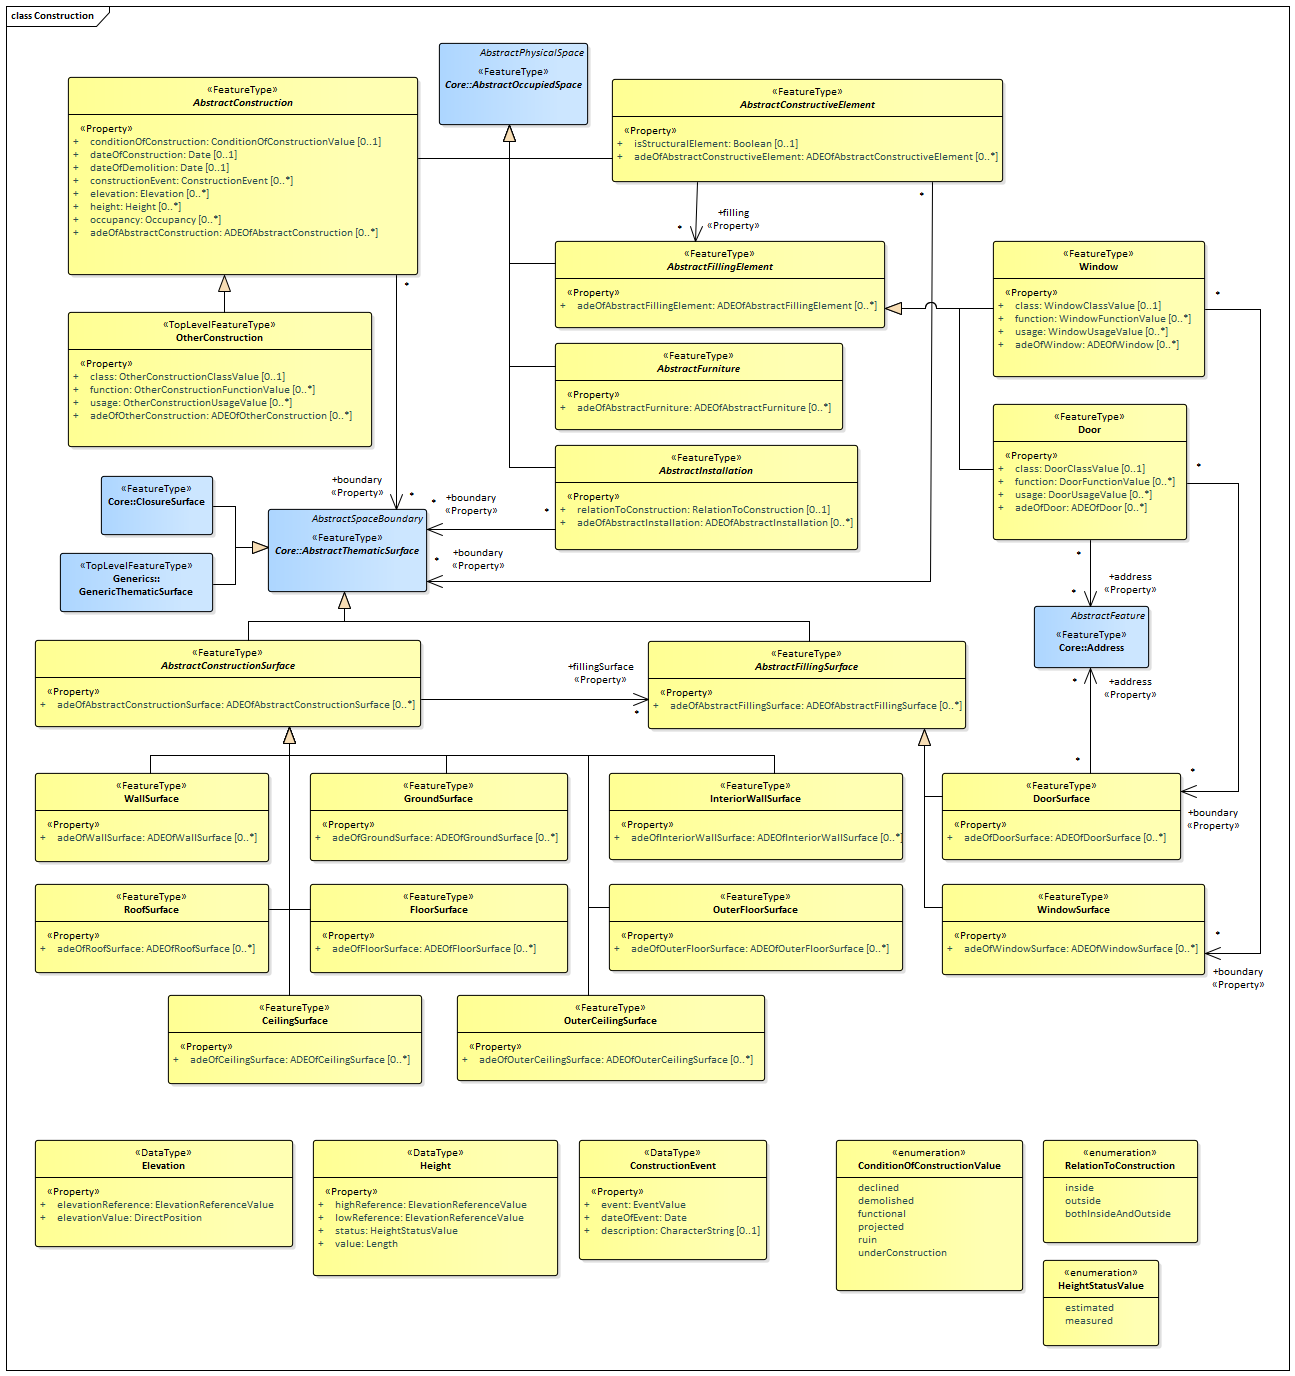 class Construction
AbstractPhysicalSpace
«FeatureType»
Core::AbstractOccupiedSpace
«FeatureType»
AbstractConstruction
«Property»
+ conditionOfConstruction: ConditionOfConstructionValue [0..1]
+ dateOfConstruction: Date [0..1]
+ dateOfDemolition: Date [0..1]
+ constructionEvent: ConstructionEvent [0..*]
+ elevation: Elevation [0..*]
+ height: Height [0..*]
+ occupancy: Occupancy [0..*]
+ adeOfAbstractConstruction: ADEOfAbstractConstruction [0..*]
«FeatureType»
AbstractConstructiveElement
«Property»
+ isStructuralElement: Boolean [0..1]
+ adeOfAbstractConstructiveElement: ADEOfAbstractConstructiveElement [0..*]
*
+filling
* «Property»
«FeatureType»
AbstractFillingElement
«Property»
+ adeOfAbstractFillingElement: ADEOfAbstractFillingElement [0..*]
«FeatureType»
Window
«Property»
+ class: WindowClassValue [0..1]
+ function: WindowFunctionValue [0..*]
+ usage: WindowUsageValue [0..*]
+ adeOfWindow: ADEOfWindow [0..*]
*
*
«TopLevelFeatureType»
OtherConstruction
«Property»
+ class: OtherConstructionClassValue [0..1]
+ function: OtherConstructionFunctionValue [0..*]
+ usage: OtherConstructionUsageValue [0..*]
+ adeOfOtherConstruction: ADEOfOtherConstruction [0..*]
«FeatureType»
AbstractFurniture
«Property»
+ adeOfAbstractFurniture: ADEOfAbstractFurniture [0..*]
«FeatureType»
Door
«Property»
+ class: DoorClassValue [0..1]
+ function: DoorFunctionValue [0..*]
+ usage: DoorUsageValue [0..*]
+ adeOfDoor: ADEOfDoor [0..*]
*
*
«FeatureType»
AbstractInstallation
«Property»
+ relationToConstruction: RelationToConstruction [0..1]
+ adeOfAbstractInstallation: ADEOfAbstractInstallation [0..*]
*
+boundary
«Property» *
* +boundary
«Property»
* +boundary
«Property»
«FeatureType»
Core::ClosureSurface
«TopLevelFeatureType»
Generics::
GenericThematicSurface
AbstractSpaceBoundary
«FeatureType»
Core::AbstractThematicSurface
+address
* «Property»
AbstractFeature
«FeatureType»
Core::Address
* +address
«Property»
*
«FeatureType»
AbstractConstructionSurface
«Property»
+ adeOfAbstractConstructionSurface: ADEOfAbstractConstructionSurface [0..*]
+fillingSurface
«Property»
*
«FeatureType»
AbstractFillingSurface
«Property»
+ adeOfAbstractFillingSurface: ADEOfAbstractFillingSurface [0..*]
«FeatureType»
WallSurface
«Property»
+ adeOfWallSurface: ADEOfWallSurface [0..*]
«FeatureType»
GroundSurface
«Property»
+ adeOfGroundSurface: ADEOfGroundSurface [0..*]
«FeatureType»
InteriorWallSurface
«Property»
+ adeOfInteriorWallSurface: ADEOfInteriorWallSurface [0..*]
«FeatureType»
DoorSurface
«Property»
+ adeOfDoorSurface: ADEOfDoorSurface [0..*]
*
+boundary
«Property»
«FeatureType»
RoofSurface
«Property»
+ adeOfRoofSurface: ADEOfRoofSurface [0..*]
«FeatureType»
FloorSurface
«Property»
+ adeOfFloorSurface: ADEOfFloorSurface [0..*]
«FeatureType»
OuterFloorSurface
«Property»
+ adeOfOuterFloorSurface: ADEOfOuterFloorSurface [0..*]
«FeatureType»
WindowSurface
«Property»
+ adeOfWindowSurface: ADEOfWindowSurface [0..*]
*
+boundary
«Property»
«FeatureType»
CeilingSurface
«Property»
+ adeOfCeilingSurface: ADEOfCeilingSurface [0..*]
«FeatureType»
OuterCeilingSurface
«Property»
+ adeOfOuterCeilingSurface: ADEOfOuterCeilingSurface [0..*]
«DataType»
Elevation
«Property»
+ elevationReference: ElevationReferenceValue
+ elevationValue: DirectPosition
«DataType»
Height
«Property»
+ highReference: ElevationReferenceValue
+ lowReference: ElevationReferenceValue
+ status: HeightStatusValue
+ value: Length
«DataType»
ConstructionEvent
«Property»
+ event: EventValue
+ dateOfEvent: Date
+ description: CharacterString [0..1]
«enumeration»
ConditionOfConstructionValue
declined
demolished
functional
projected
ruin
underConstruction
«enumeration»
RelationToConstruction
inside
outside
bothInsideAndOutside
«enumeration»
HeightStatusValue
estimated
measured